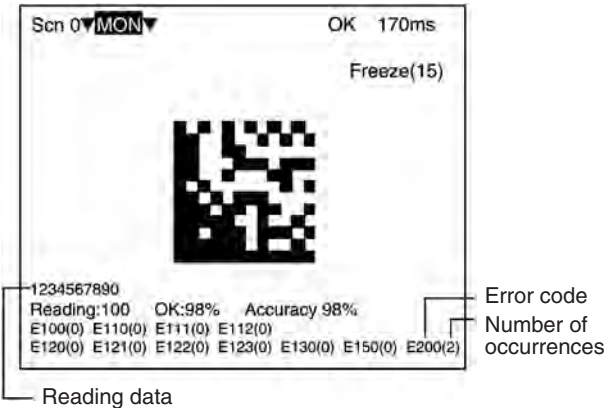 Scn 0▼MON▼ OK 170ms
Freeze(15)
1234567890
Reading:100 OK:98% Accuracy 98%
E100(0) E110(0) E111(0) E112(0)
E120(0) E121(0) E122(0) E123(0) E130(0) E150(0) E200(2)
Error code
Number of
occurrences
Reading data